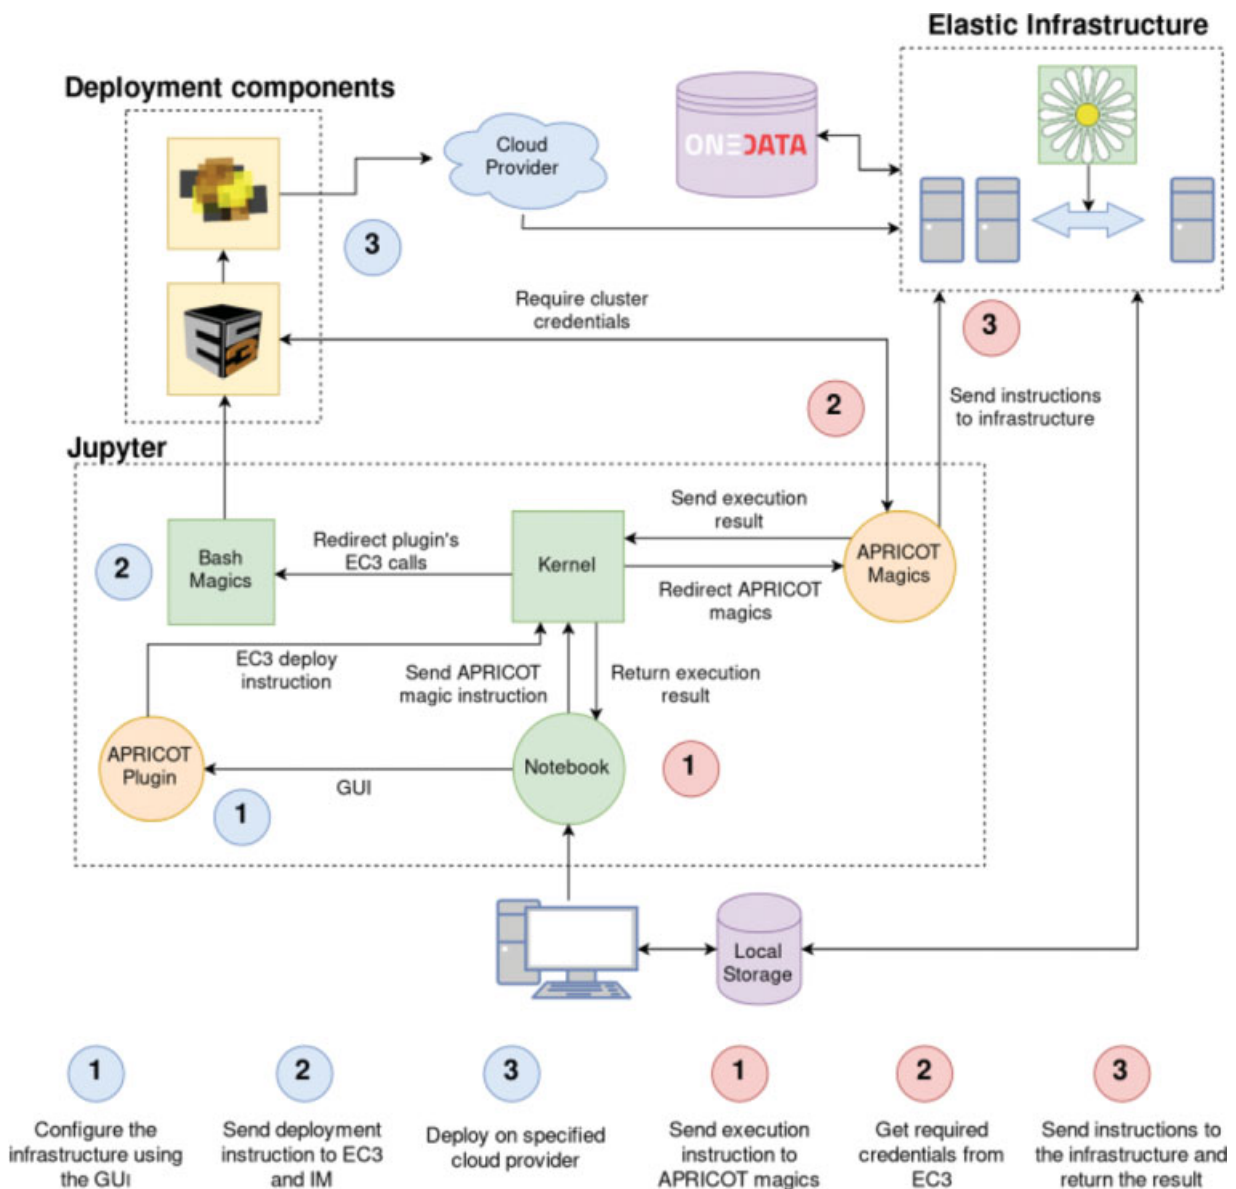 Elastic Infrastructure
Deployment components
Cloud
Provider
ONEDATA
3
Require cluster
credentials
3
EC3
2
Send instructions
to infrastructure
Jupyter
Send execution
result
Redirect plugin's
EC3 calls
Bash
Magics
Kernel
APRICOT
Magics
2
Redirect APRICOT
magics
EC3 deploy
instruction
Send APRICOT
magic instruction
Return execution
result
APRICOT
Plugin
Notebook
1
GUI
1
Local
Storage
1
2
3
1
2
3
Configure the
infrastructure using
the GUI
Send deployment
instruction to EC3
and IM
Deploy on specified
cloud provider
Send execution
instruction to
APRICOT magics
Get required
credentials from
EC3
Send instructions to
the infrastructure and
return the result